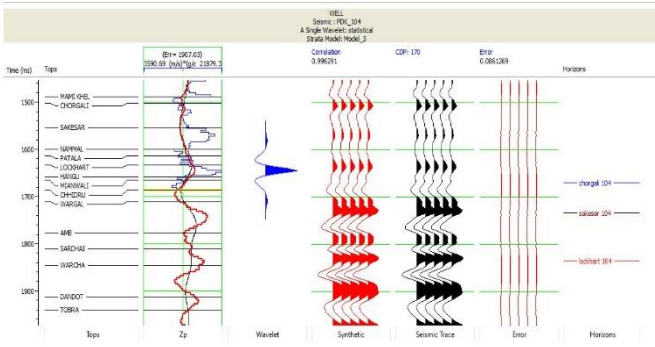 WELL
Seismic : PDK_104
A Single Wavelet: statistical
Strata Model: Model_3
(Err= 1907.03)
3590.69 (m/s)*(g/c 21879.3
Correlation
0.996291
CDP: 170
Error
0.0861269
Time (ms)
Tops
Horizons
MAMI KHEL
1500
CHORGALI
SAKESAR
1600
NAMMAL
PATALA
LOCKHART
HANGU
MIANWALI
CHHIDRU
1700
WARGAL
AMB
1800
SARDHAI
WARCHA
1900
DANDOT
TOBRA
chorgali 104
sakesar 104
lockhart 104
Tops
Zp
Wavelet
Synthetic
Seismic Trace
Error
Horizons